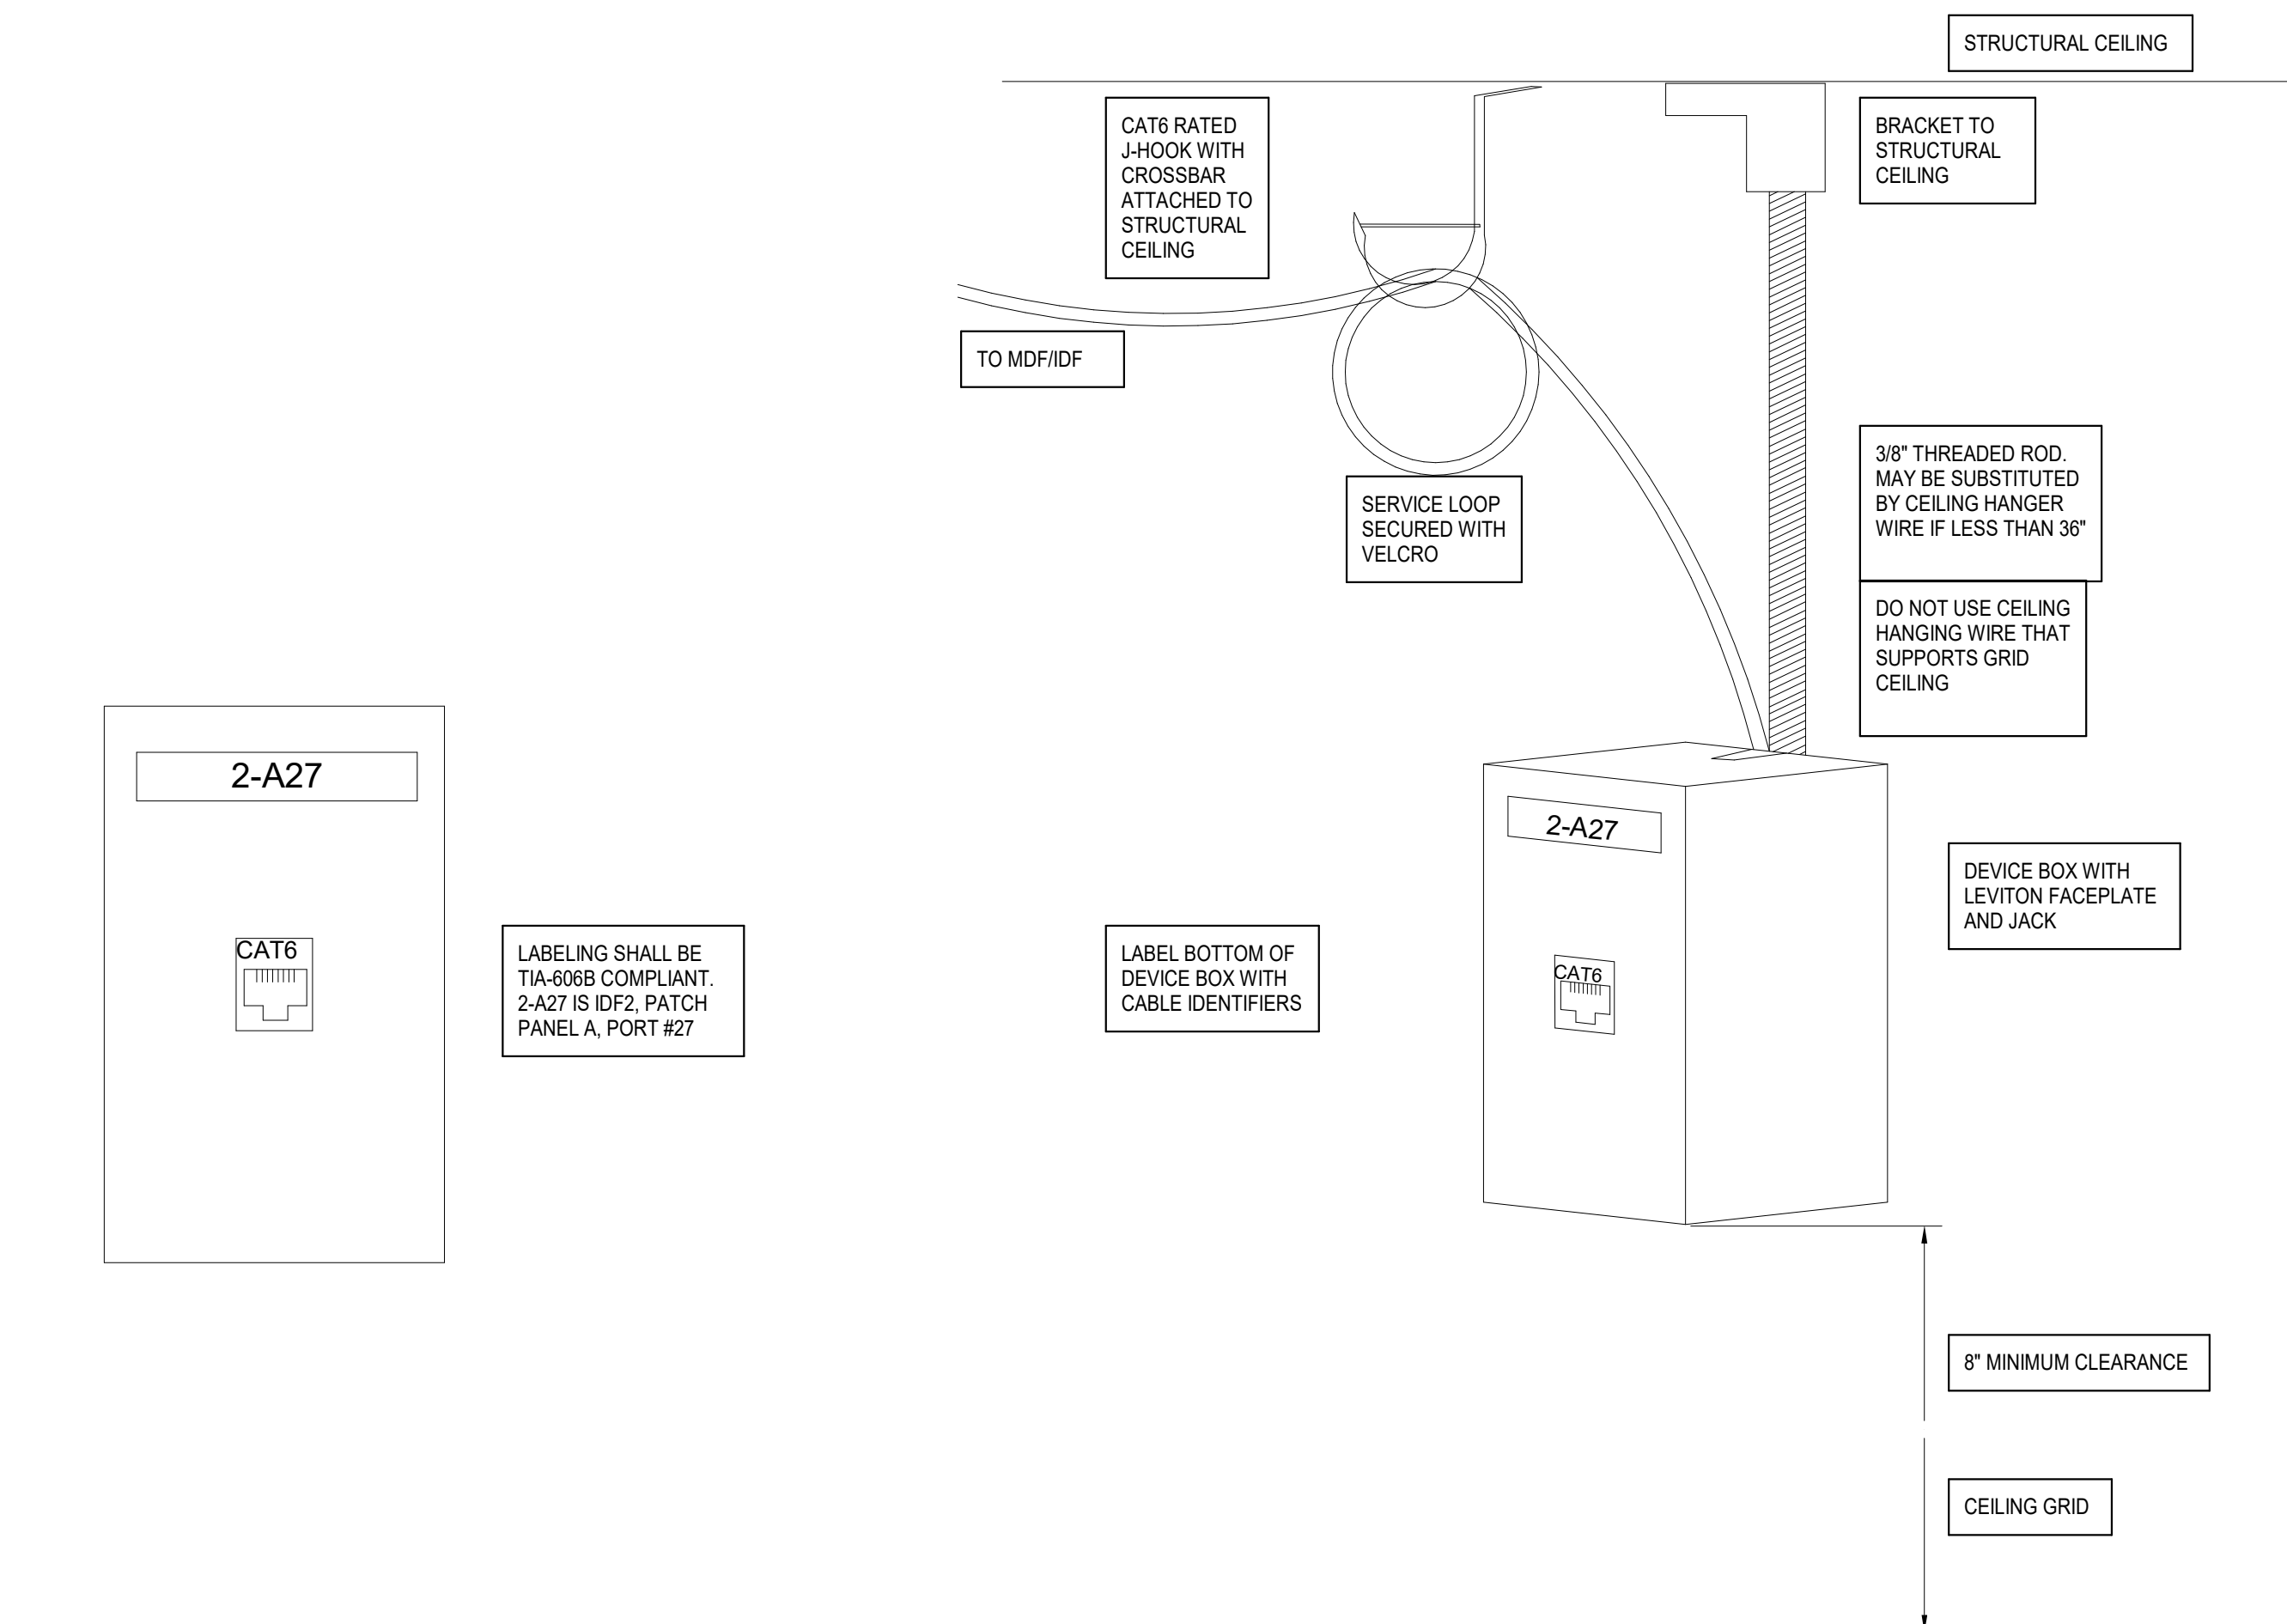 STRUCTURAL CEILING
CAT6 RATED
J-HOOK WITH
CROSSBAR
ATTACHED TO
STRUCTURAL
CEILING
BRACKET TO
STRUCTURAL
CEILING
TO MDF/IDF
3/8" THREADED ROD.
MAY BE SUBSTITUTED
BY CEILING HANGER
WIRE IF LESS THAN 36"
SERVICE LOOP
SECURED WITH
VELCRO
DO NOT USE CEILING
HANGING WIRE THAT
SUPPORTS GRID
CEILING
2-A27
CAT6
LABELING SHALL BE
TIA-606B COMPLIANT.
2-A27 IS IDF2, PATCH
PANEL A, PORT #27
LABEL BOTTOM OF
DEVICE BOX WITH
CABLE IDENTIFIERS
2-A27
CAT6
DEVICE BOX WITH
LEVITON FACEPLATE
AND JACK
8" MINIMUM CLEARANCE
CEILING GRID